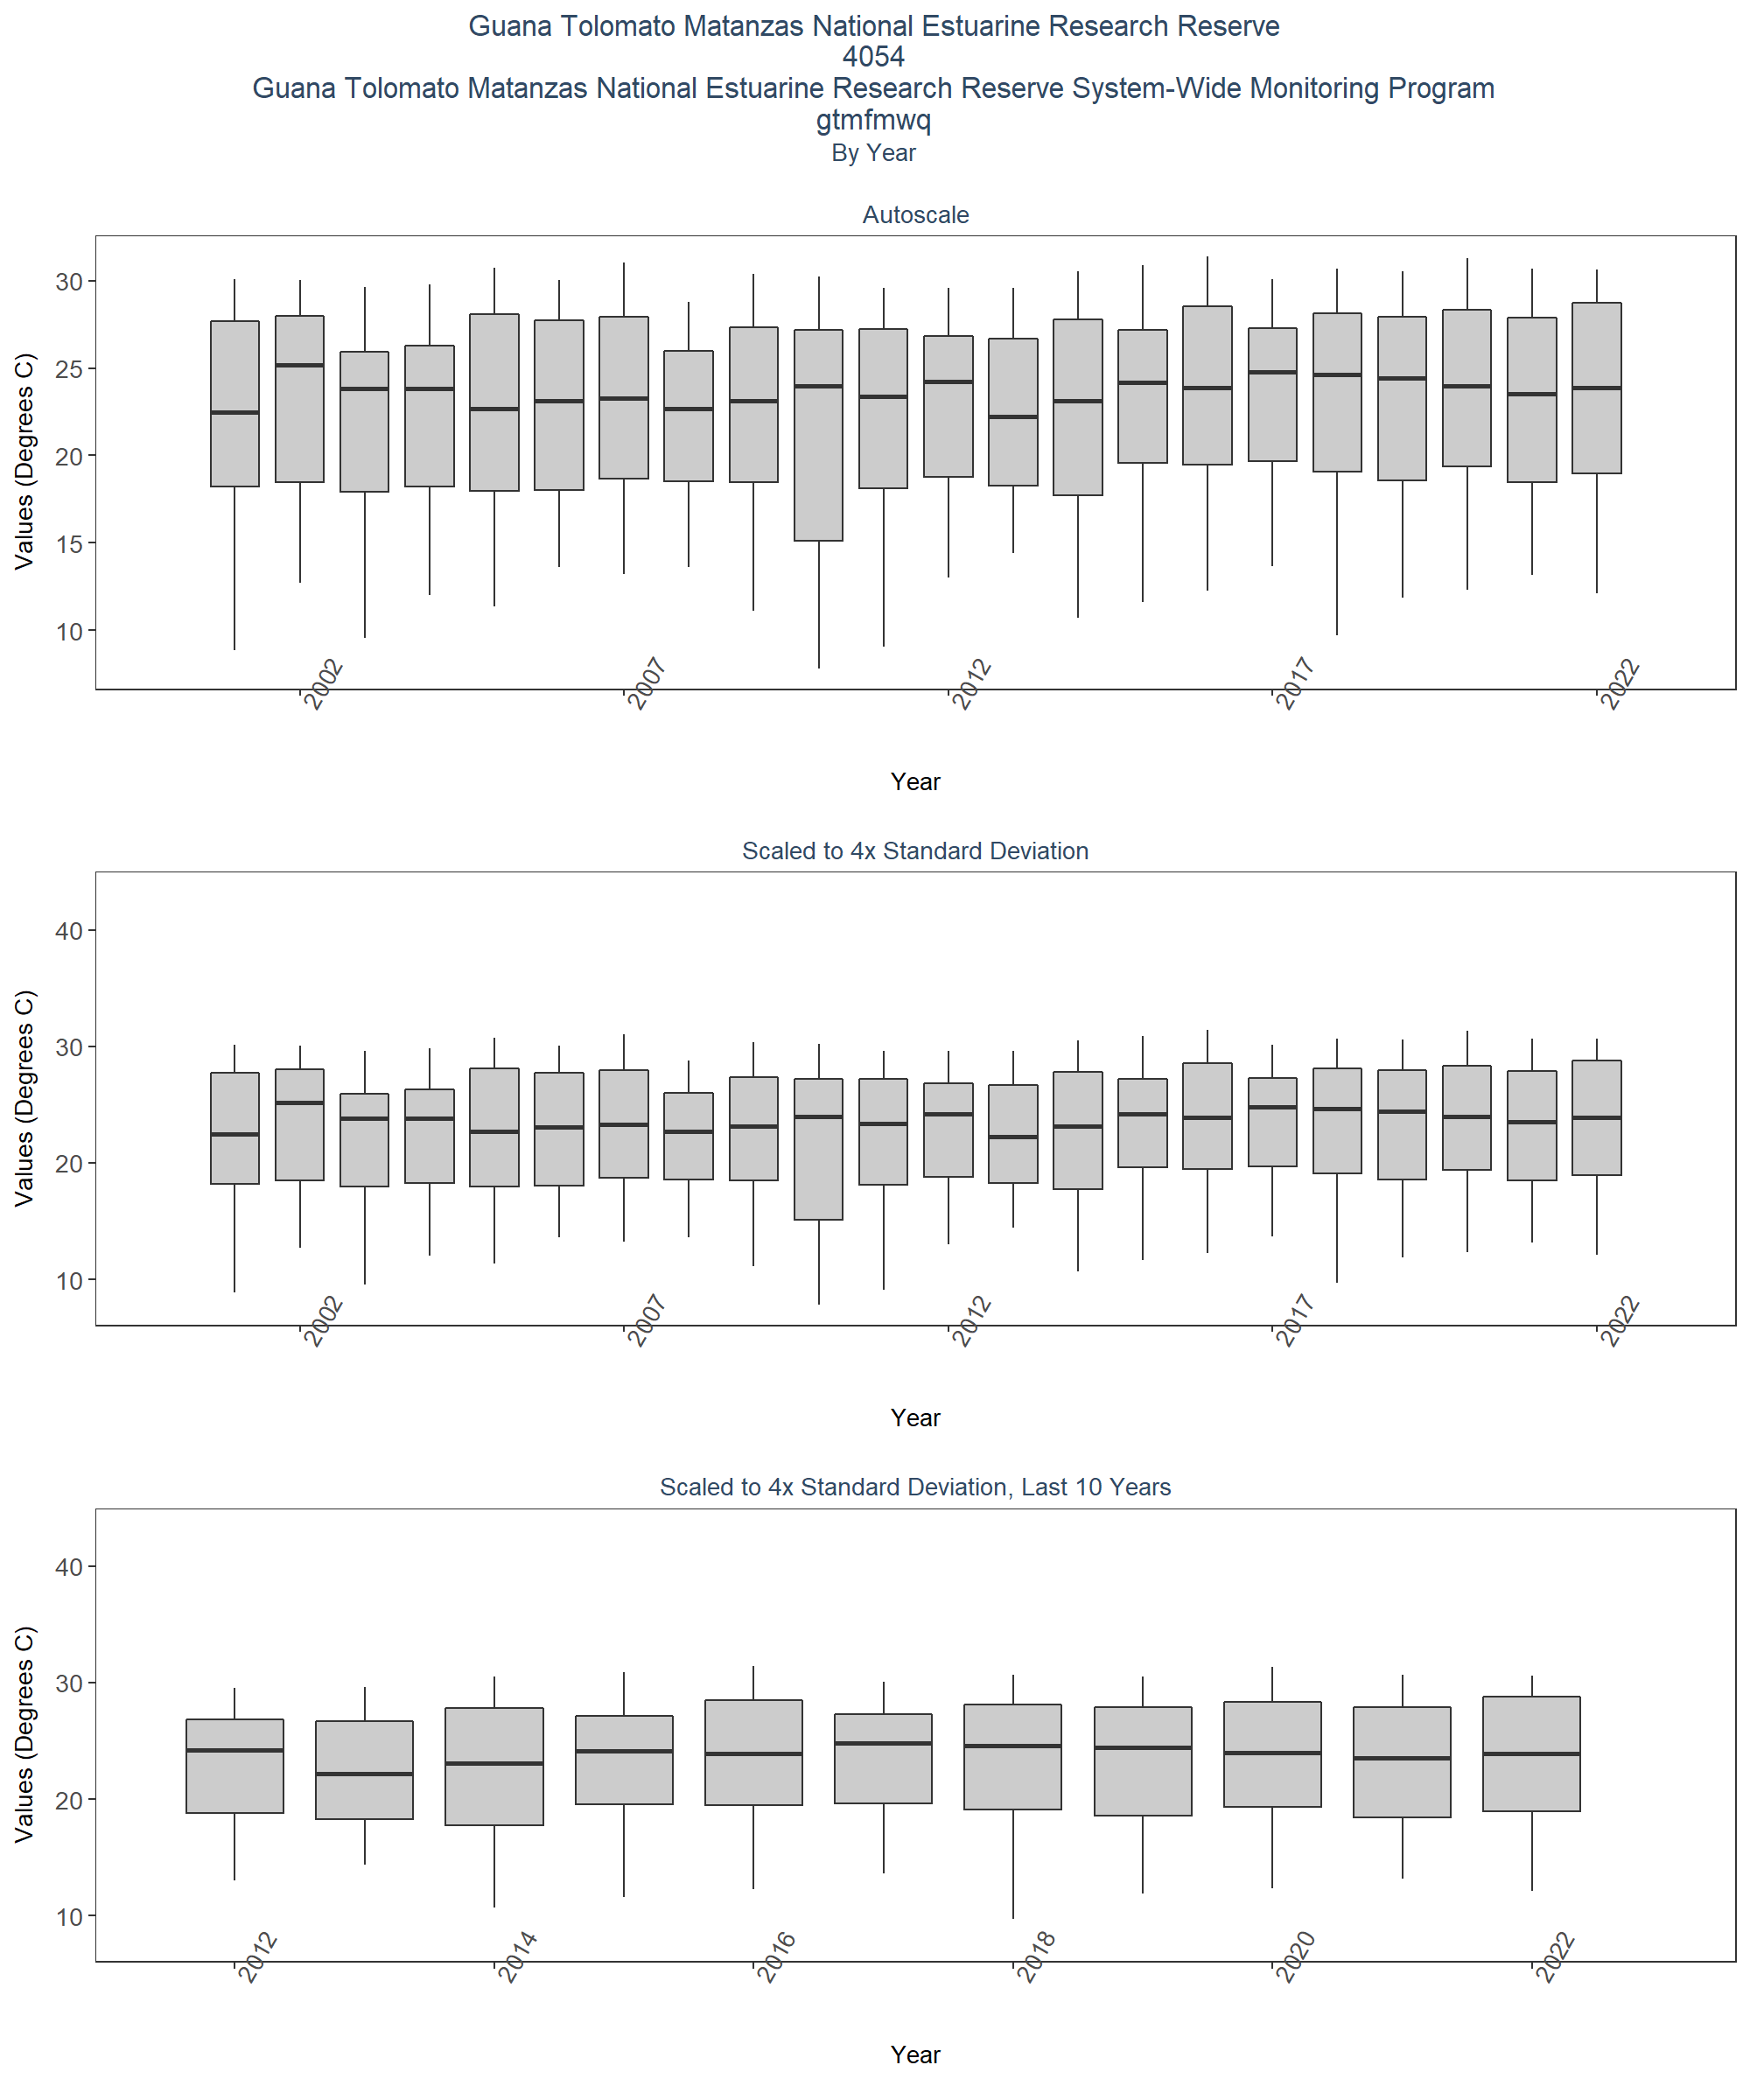 Guana Tolomato Matanzas National Estuarine Research Reserve
4054
Guana Tolomato Matanzas National Estuarine Research Reserve System-Wide Monitoring Program
gtmfmwq
By Year
Autoscale
Values (Degrees C)
30
25
20
15
10
2002 2007 2012 2017 2022
Year
Scaled to 4x Standard Deviation
Values (Degrees C)
40
30
20
10
2002 2007 2012 2017 2022
Year
Scaled to 4x Standard Deviation, Last 10 Years
Values (Degrees C)
40
30
20
10
2012 2014 2016 2018 2020 2022
Year